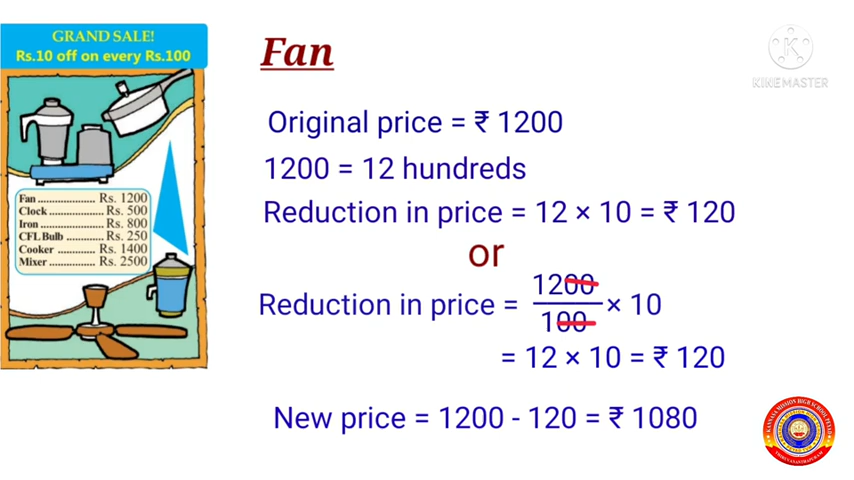 GRAND SALE!
Rs.10 off on every Rs.100
Fan ................... Rs. 1200
Clock .................. Rs. 500
Iron ..................... Rs. 800
CFL Bulb ............ Rs. 250
Cooker ............ Rs. 1400
Mixer ............... Rs. 2500
Fan
KINEMASTER
Original price = ₹ 1200
1200 = 12 hundreds
Reduction in price = 12 × 10 = ₹ 120
or
Reduction in price = 1200/100 × 10
= 12 × 10 = ₹ 120
New price = 1200 - 120 = ₹ 1080